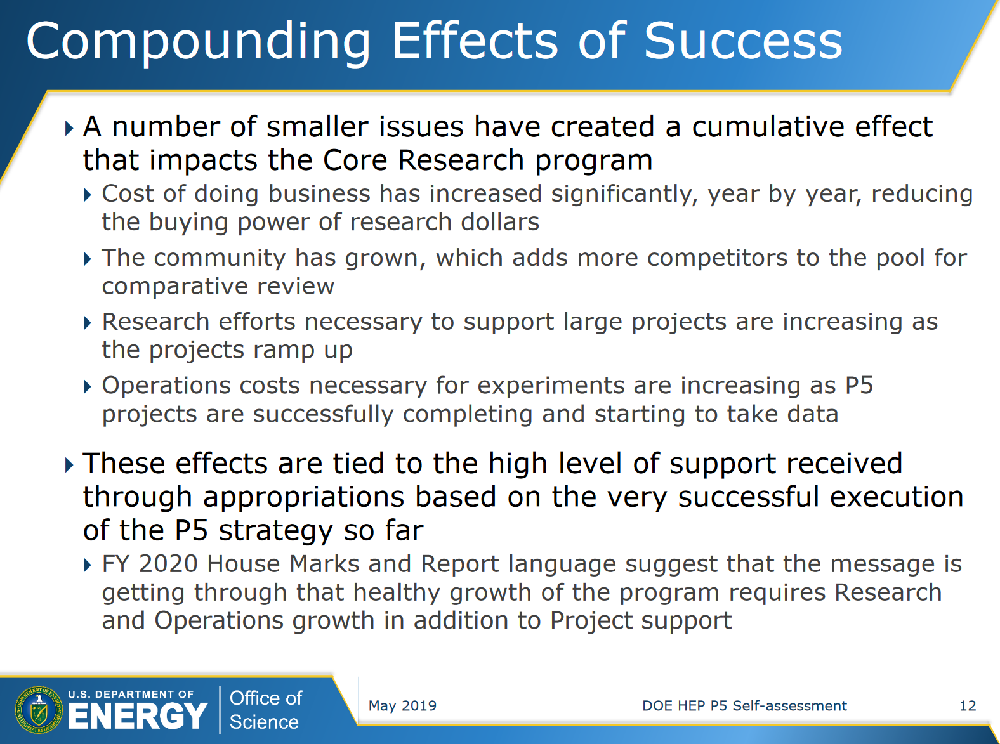 Compounding Effects of Success
A number of smaller issues have created a cumulative effect
that impacts the Core Research program
Cost of doing business has increased significantly, year by year, reducing
the buying power of research dollars
The community has grown, which adds more competitors to the pool for
comparative review
Research efforts necessary to support large projects are increasing as
the projects ramp up
Operations costs necessary for experiments are increasing as P5
projects are successfully completing and starting to take data
These effects are tied to the high level of support received
through appropriations based on the very successful execution
of the P5 strategy so far
FY 2020 House Marks and Report language suggest that the message is
getting through that healthy growth of the program requires Research
and Operations growth in addition to Project support
DEPARTMENT OF ENERGY
UNITED STATES OF AMERICA
U.S. DEPARTMENT OF
ENERGY
Office of
Science
May 2019
DOE HEP P5 Self-assessment
12